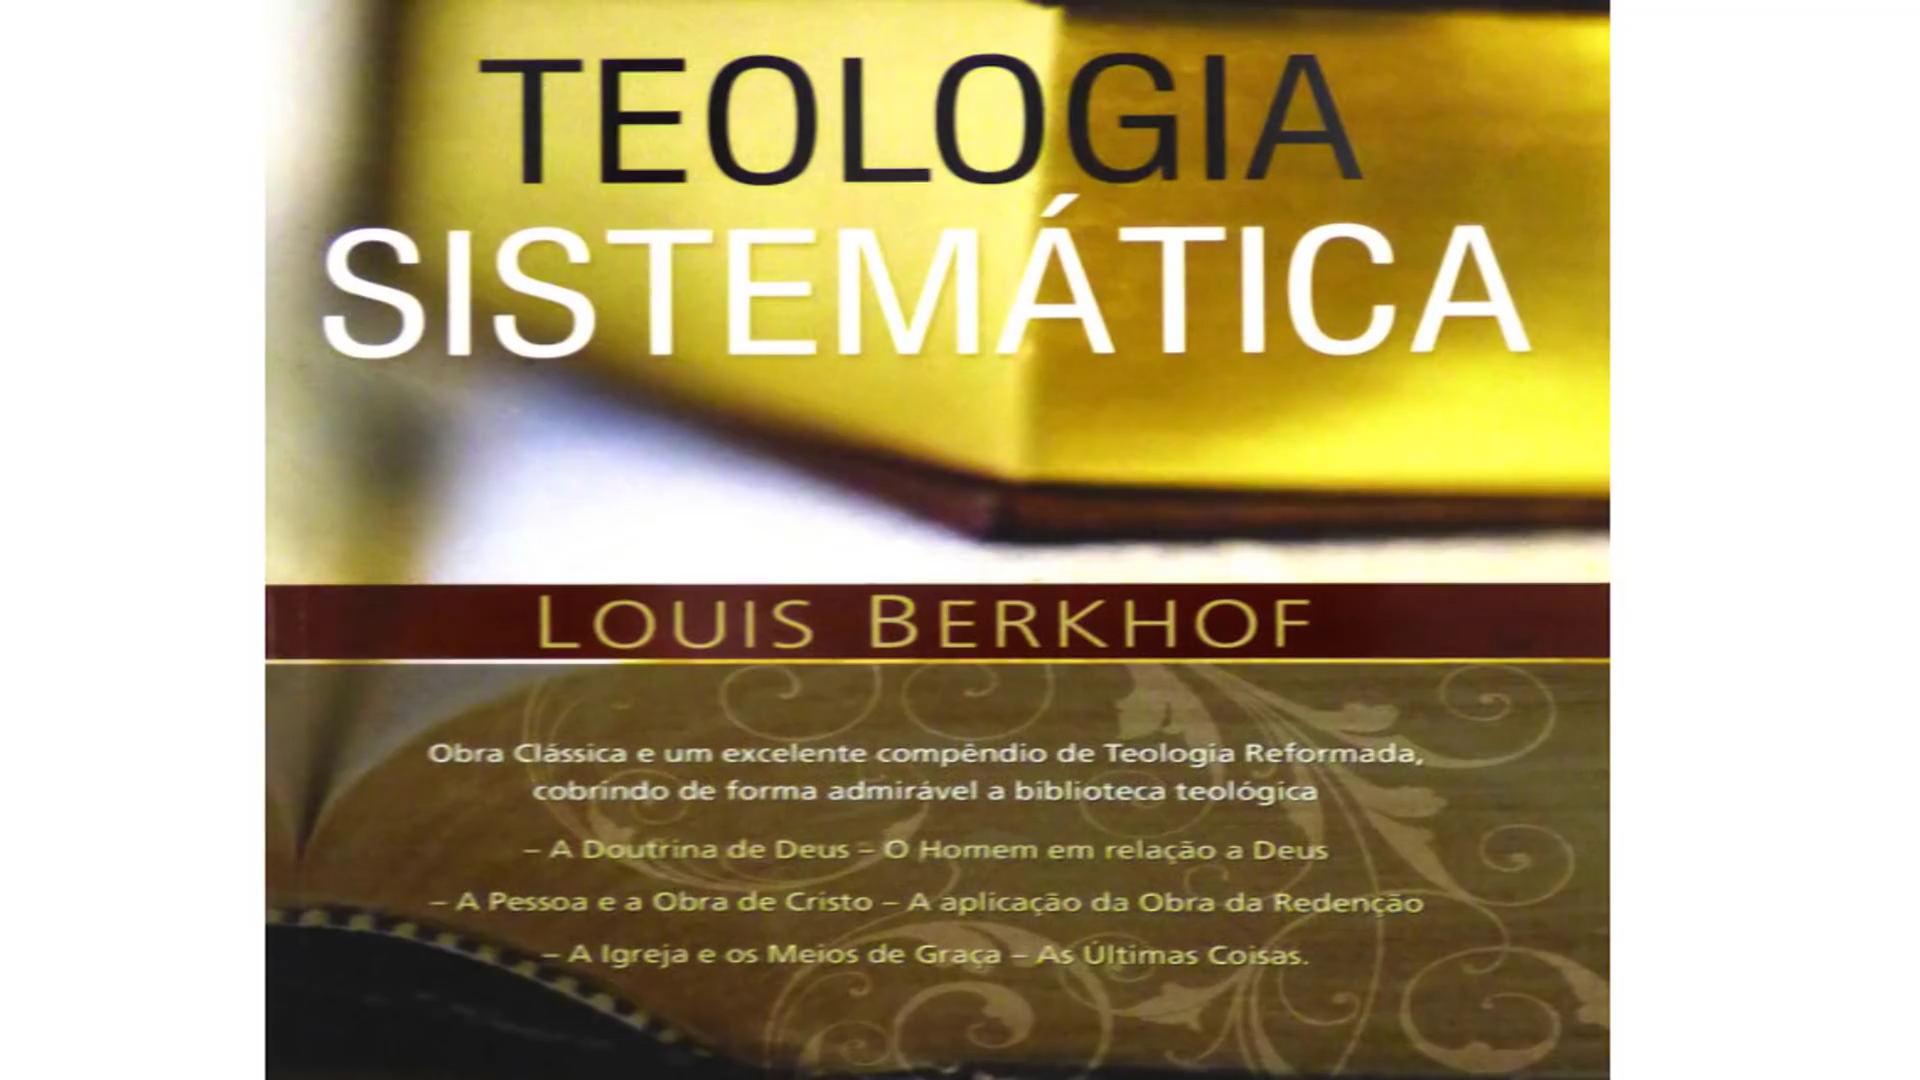 TEOLOGIA
SISTEMÁTICA
LOUIS BERKHOF
Obra Clássica e um excelente compêndio de Teologia Reformada,
cobrindo de forma admirável a biblioteca teológica
– A Doutrina de Deus – O Homem em relação a Deus
– A Pessoa e a Obra de Cristo – A aplicação da Obra da Redenção
– A Igreja e os Meios de Graça – As Últimas Coisas.